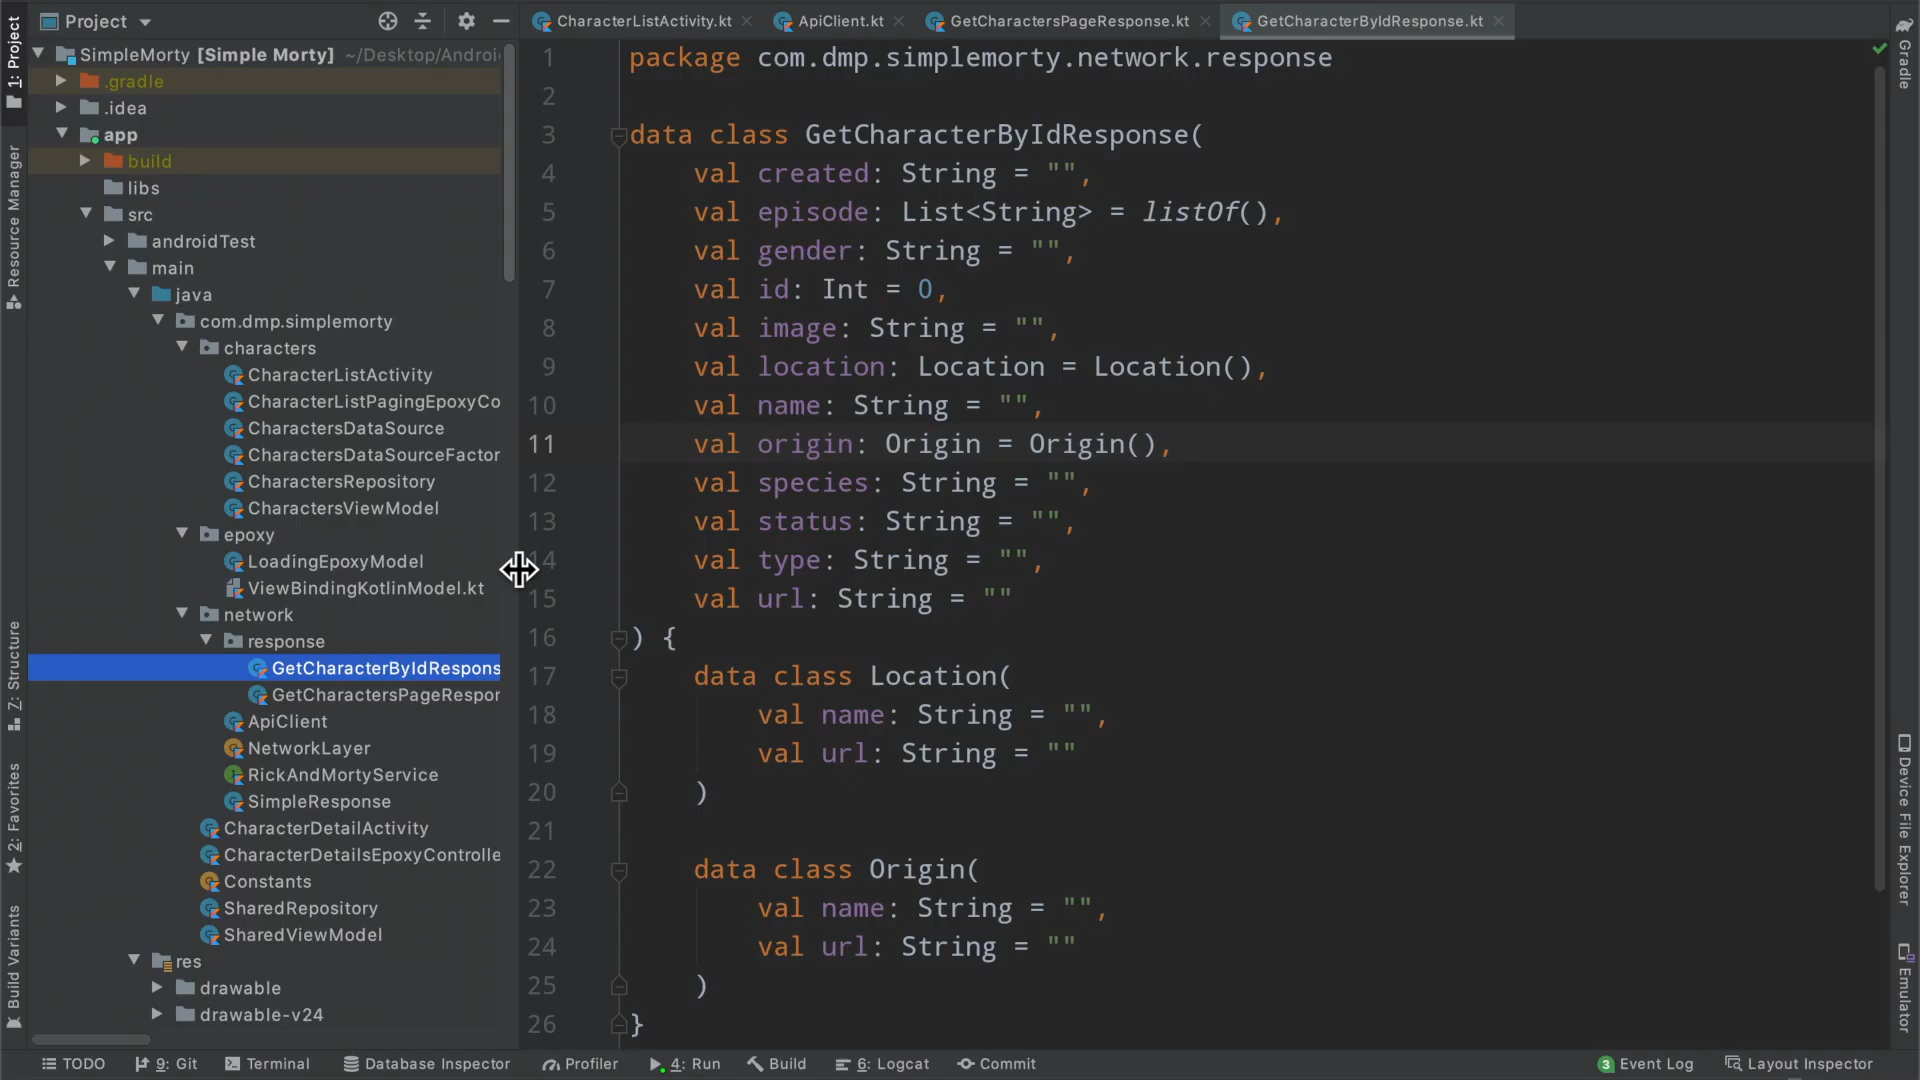 Project
CharacterListActivity.kt
ApiClient.kt
GetCharactersPageResponse.kt
GetCharacterByIdResponse.kt
1: Project
Resource Manager
7: Structure
2: Favorites
Build Variants
SimpleMorty [Simple Morty] ~/Desktop/Androi
.gradle
.idea
app
build
libs
src
androidTest
main
java
com.dmp.simplemorty
characters
CharacterListActivity
CharacterListPagingEpoxyCo
CharactersDataSource
CharactersDataSourceFactor
CharactersRepository
CharactersViewModel
epoxy
LoadingEpoxyModel
ViewBindingKotlinModel.kt
network
response
GetCharacterByIdRespons
GetCharactersPageRespor
ApiClient
NetworkLayer
RickAndMortyService
SimpleResponse
CharacterDetailActivity
CharacterDetailsEpoxyControlle
Constants
SharedRepository
SharedViewModel
res
drawable
drawable-v24
1 package com.dmp.simplemorty.network.response
2
3 data class GetCharacterByIdResponse(
4 val created: String = "",
5 val episode: List<String> = listOf(),
6 val gender: String = "",
7 val id: Int = 0,
8 val image: String = "",
9 val location: Location = Location(),
10 val name: String = "",
11 val origin: Origin = Origin(),
12 val species: String = "",
13 val status: String = "",
14 val type: String = "",
15 val url: String = ""
16 ) {
17 data class Location(
18 val name: String = "",
19 val url: String = ""
20 )
21
22 data class Origin(
23 val name: String = "",
24 val url: String = ""
25 )
26 }
Gradle
Device File Explorer
Emulator
TODO
9: Git
Terminal
Database Inspector
Profiler
4: Run
Build
6: Logcat
Commit
3 Event Log
Layout Inspector